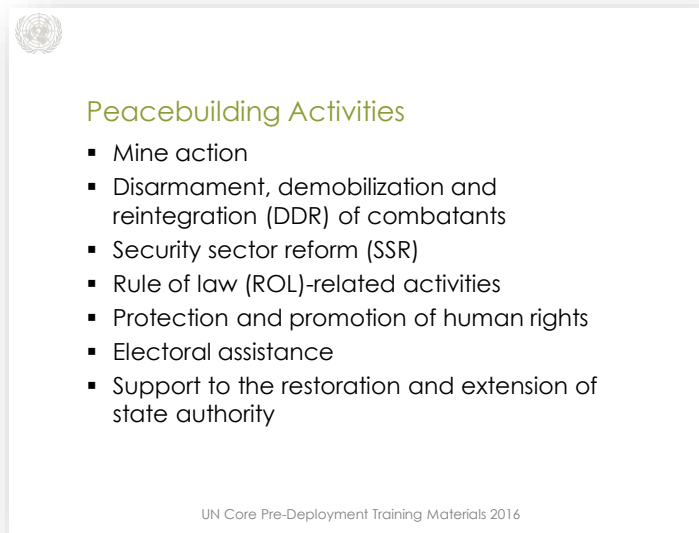 Peacebuilding Activities
▪ Mine action
▪ Disarmament, demobilization and
reintegration (DDR) of combatants
▪ Security sector reform (SSR)
▪ Rule of law (ROL)-related activities
▪ Protection and promotion of human rights
▪ Electoral assistance
▪ Support to the restoration and extension of
state authority
UN Core Pre-Deployment Training Materials 2016